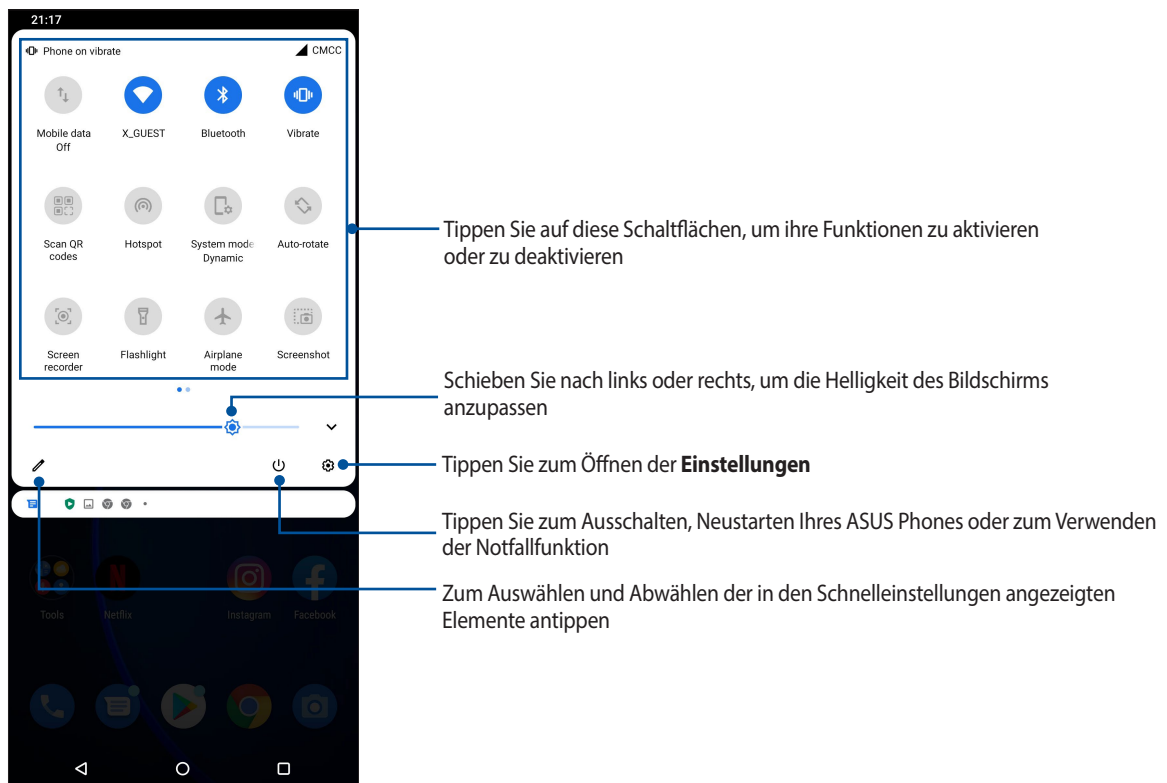 21:17
Phone on vibrate
CMCC
Mobile data
Off
X_GUEST
Bluetooth
Vibrate
Scan QR
codes
Hotspot
System mode
Dynamic
Auto-rotate
Screen
recorder
Flashlight
Airplane
mode
Screenshot
Tools
Netflix
Instagram
Facebook
Tippen Sie auf diese Schaltflächen, um ihre Funktionen zu aktivieren
oder zu deaktivieren
Schieben Sie nach links oder rechts, um die Helligkeit des Bildschirms
anzupassen
Tippen Sie zum Öffnen der Einstellungen
Tippen Sie zum Ausschalten, Neustarten Ihres ASUS Phones oder zum Verwenden
der Notfallfunktion
Zum Auswählen und Abwählen der in den Schnelleinstellungen angezeigten
Elemente antippen